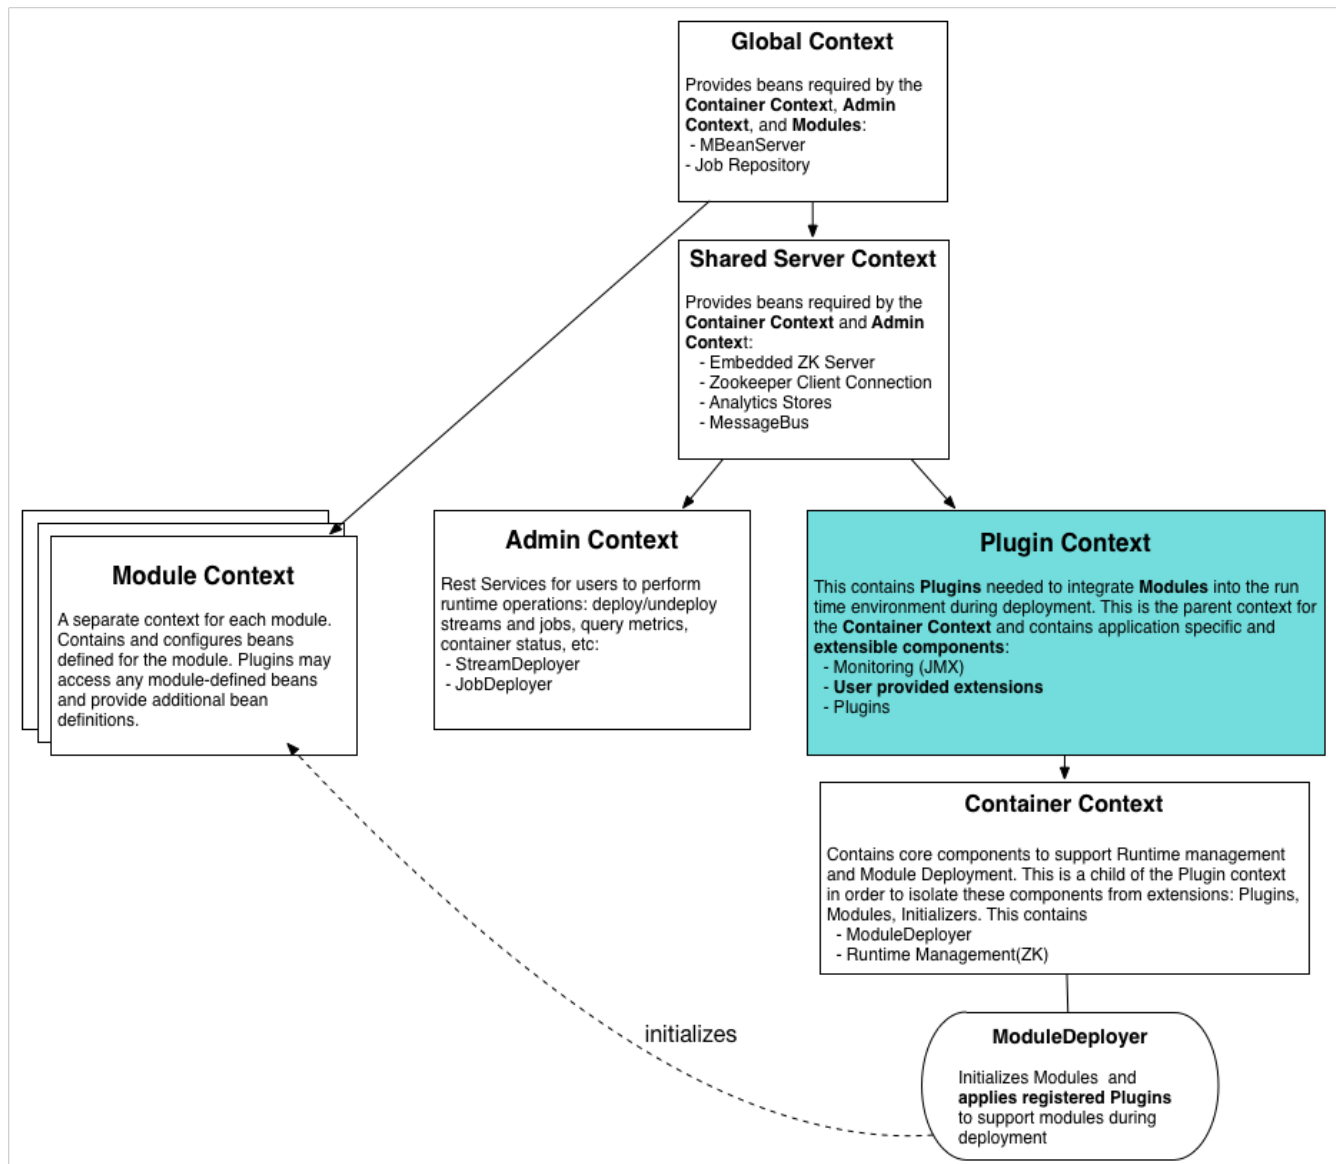 Global Context
Provides beans required by the
Container Context, Admin
Context, and Modules:
- MBeanServer
- Job Repository
Shared Server Context
Provides beans required by the
Container Context and Admin
Context:
- Embedded ZK Server
- Zookeeper Client Connection
- Analytics Stores
- MessageBus
Module Context
A separate context for each module.
Contains and configures beans
defined for the module. Plugins may
access any module-defined beans
and provide additional bean
definitions.
Admin Context
Rest Services for users to perform
runtime operations: deploy/undeploy
streams and jobs, query metrics,
container status, etc:
- StreamDeployer
- JobDeployer
Plugin Context
This contains Plugins needed to integrate Modules into the run
time environment during deployment. This is the parent context for
the Container Context and contains application specific and
extensible components:
- Monitoring (JMX)
- User provided extensions
- Plugins
Container Context
Contains core components to support Runtime management
and Module Deployment. This is a child of the Plugin context
in order to isolate these components from extensions: Plugins,
Modules, Initializers. This contains
- ModuleDeployer
- Runtime Management(ZK)
initializes
ModuleDeployer
Initializes Modules and
applies registered Plugins
to support modules during
deployment